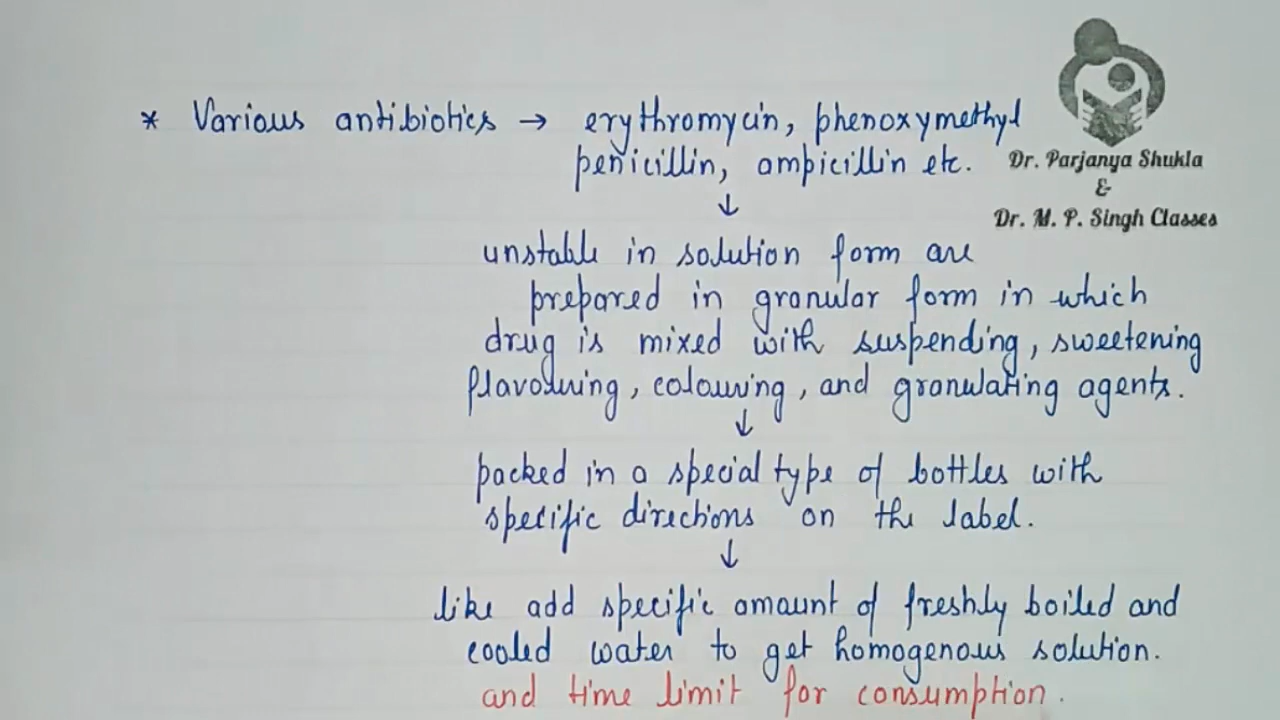 * Various antibiotics → erythromycin, phenoxymethyl
penicillin, ampicillin etc.
Dr. Parjanya Shukla
&
Dr. M. P. Singh Classes
↓
unstable in solution form are
prepared in granular form in which
drug is mixed with suspending, sweetening
flavouring, colouring, and granulating agents.
↓
packed in a special type of bottles with
specific directions on the label.
↓
like add specific amount of freshly boiled and
cooled water to get homogenous solution.
and time limit for consumption.